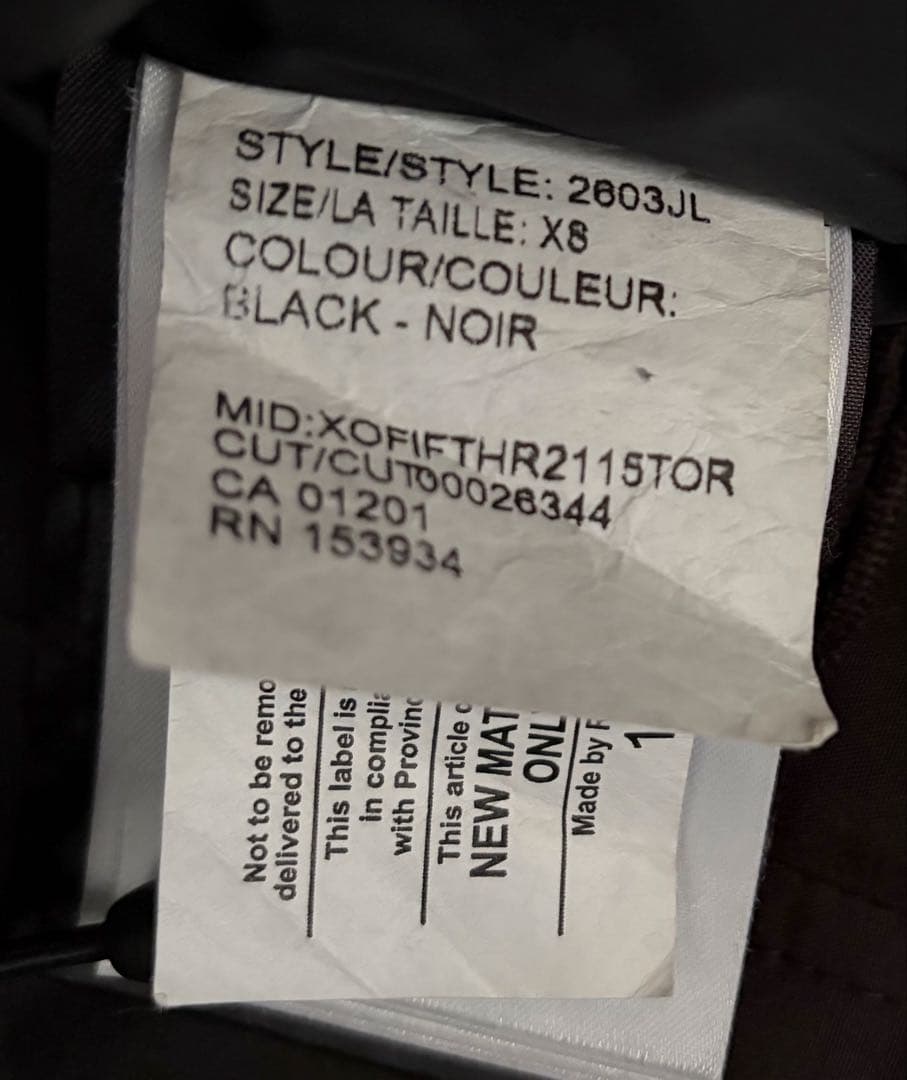 STYLE/STYLE: 2603JL
SIZE/LA TAILLE: XS
COLOUR/COULEUR:
BLACK - NOIR
MID:XOFIFTHR2115TOR
CUT/CUT00026344
CA 01201
RN 153934
Not to be remo
delivered to the
This label is
in complia
with Provinc
This article c
NEW MAT
ONL
Made by F
1